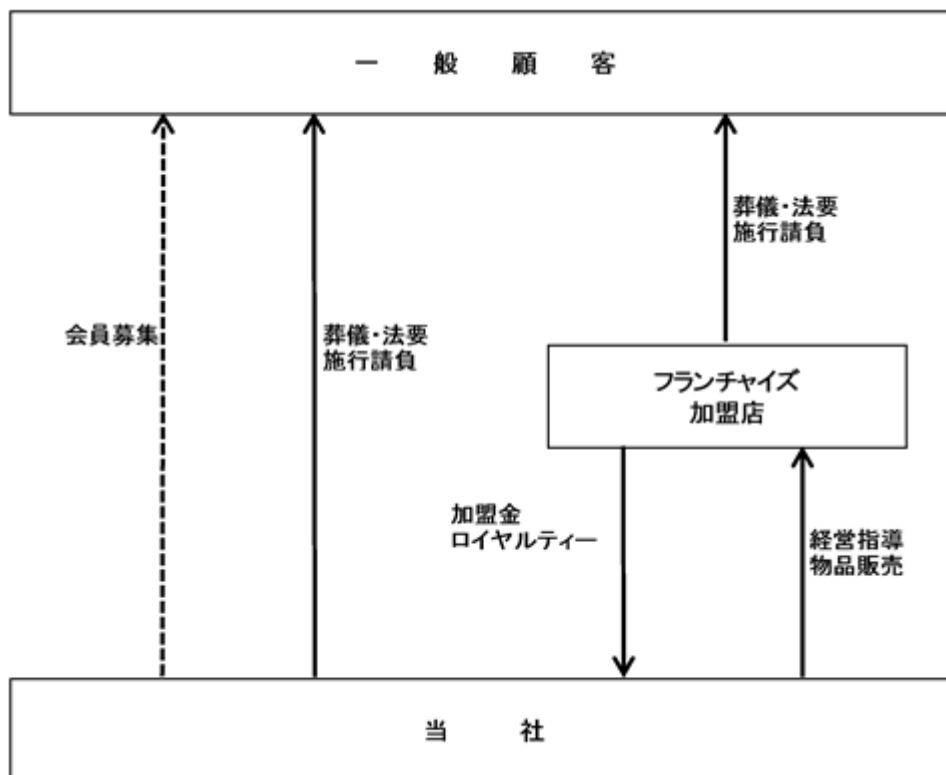 一般顧客
葬儀・法要
施行請負
会員募集
葬儀・法要
施行請負
フランチャイズ
加盟店
加盟金
ロイヤルティー
経営指導
物品販売
当社